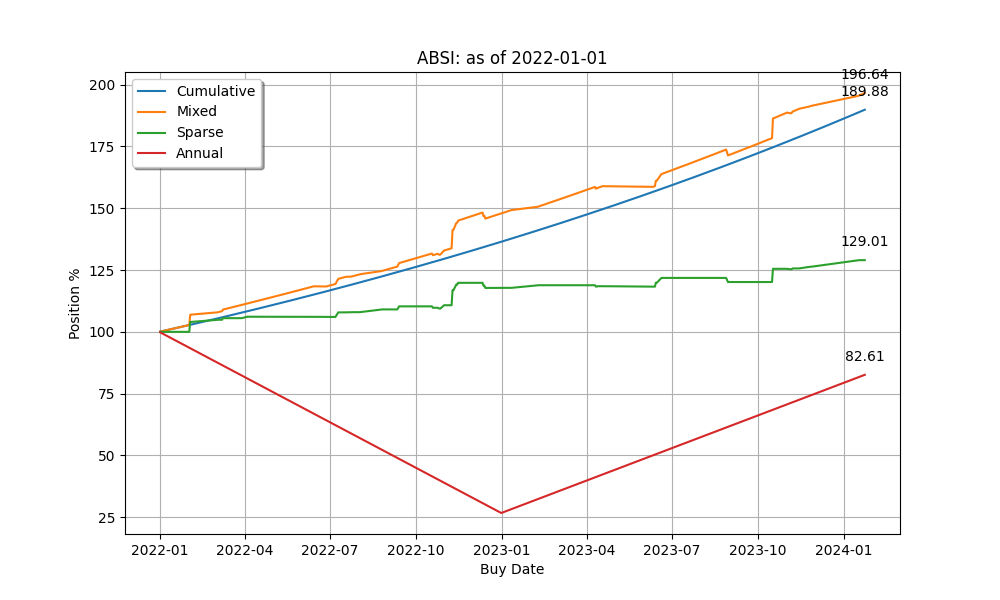 ABSI: as of 2022-01-01
196.64
189.88
129.01
82.61
Cumulative
Mixed
Sparse
Annual
Position %
200
175
150
125
100
75
50
25
2022-01 2022-04 2022-07 2022-10 2023-01 2023-04 2023-07 2023-10 2024-01
Buy Date